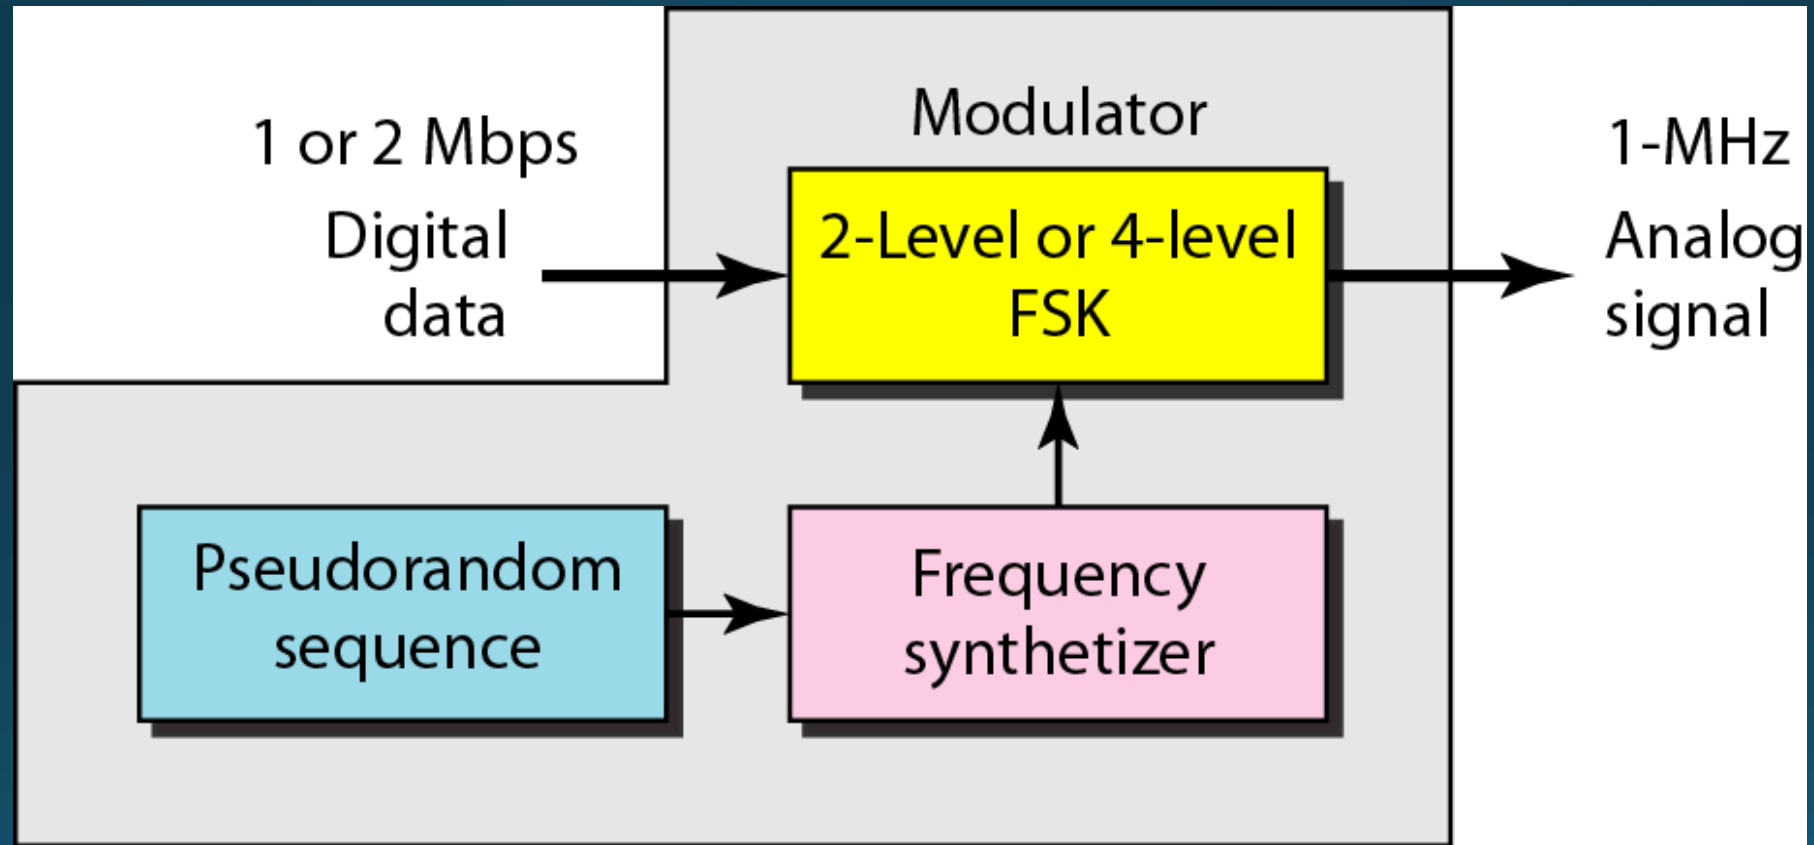 1 or 2 Mbps
Digital
data
Modulator
2-Level or 4-level
FSK
1-MHz
Analog
signal
Pseudorandom
sequence
Frequency
synthetizer